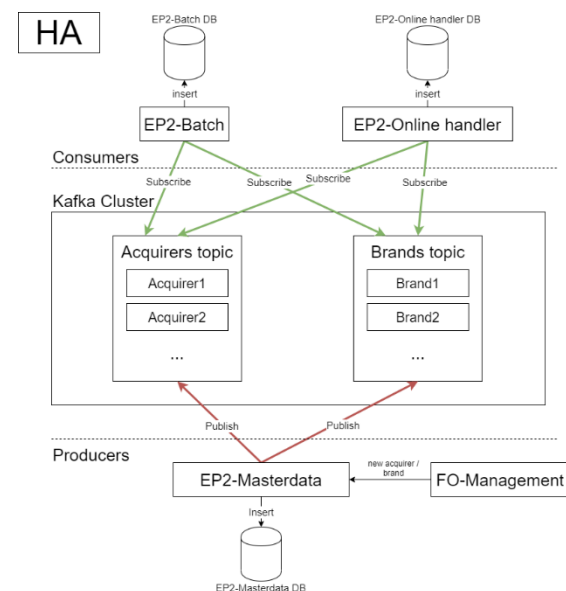 HA
EP2-Batch DB
EP2-Online handler DB
insert
insert
EP2-Batch
EP2-Online handler
Consumers
Subscribe
Subscribe
Subscribe
Subscribe
Kafka Cluster
Acquirers topic
Brands topic
Acquirer1
Brand1
Acquirer2
Brand2
...
...
Publish
Publish
Producers
EP2-Masterdata
new acquirer /
brand
FO-Management
Insert
EP2-Masterdata DB